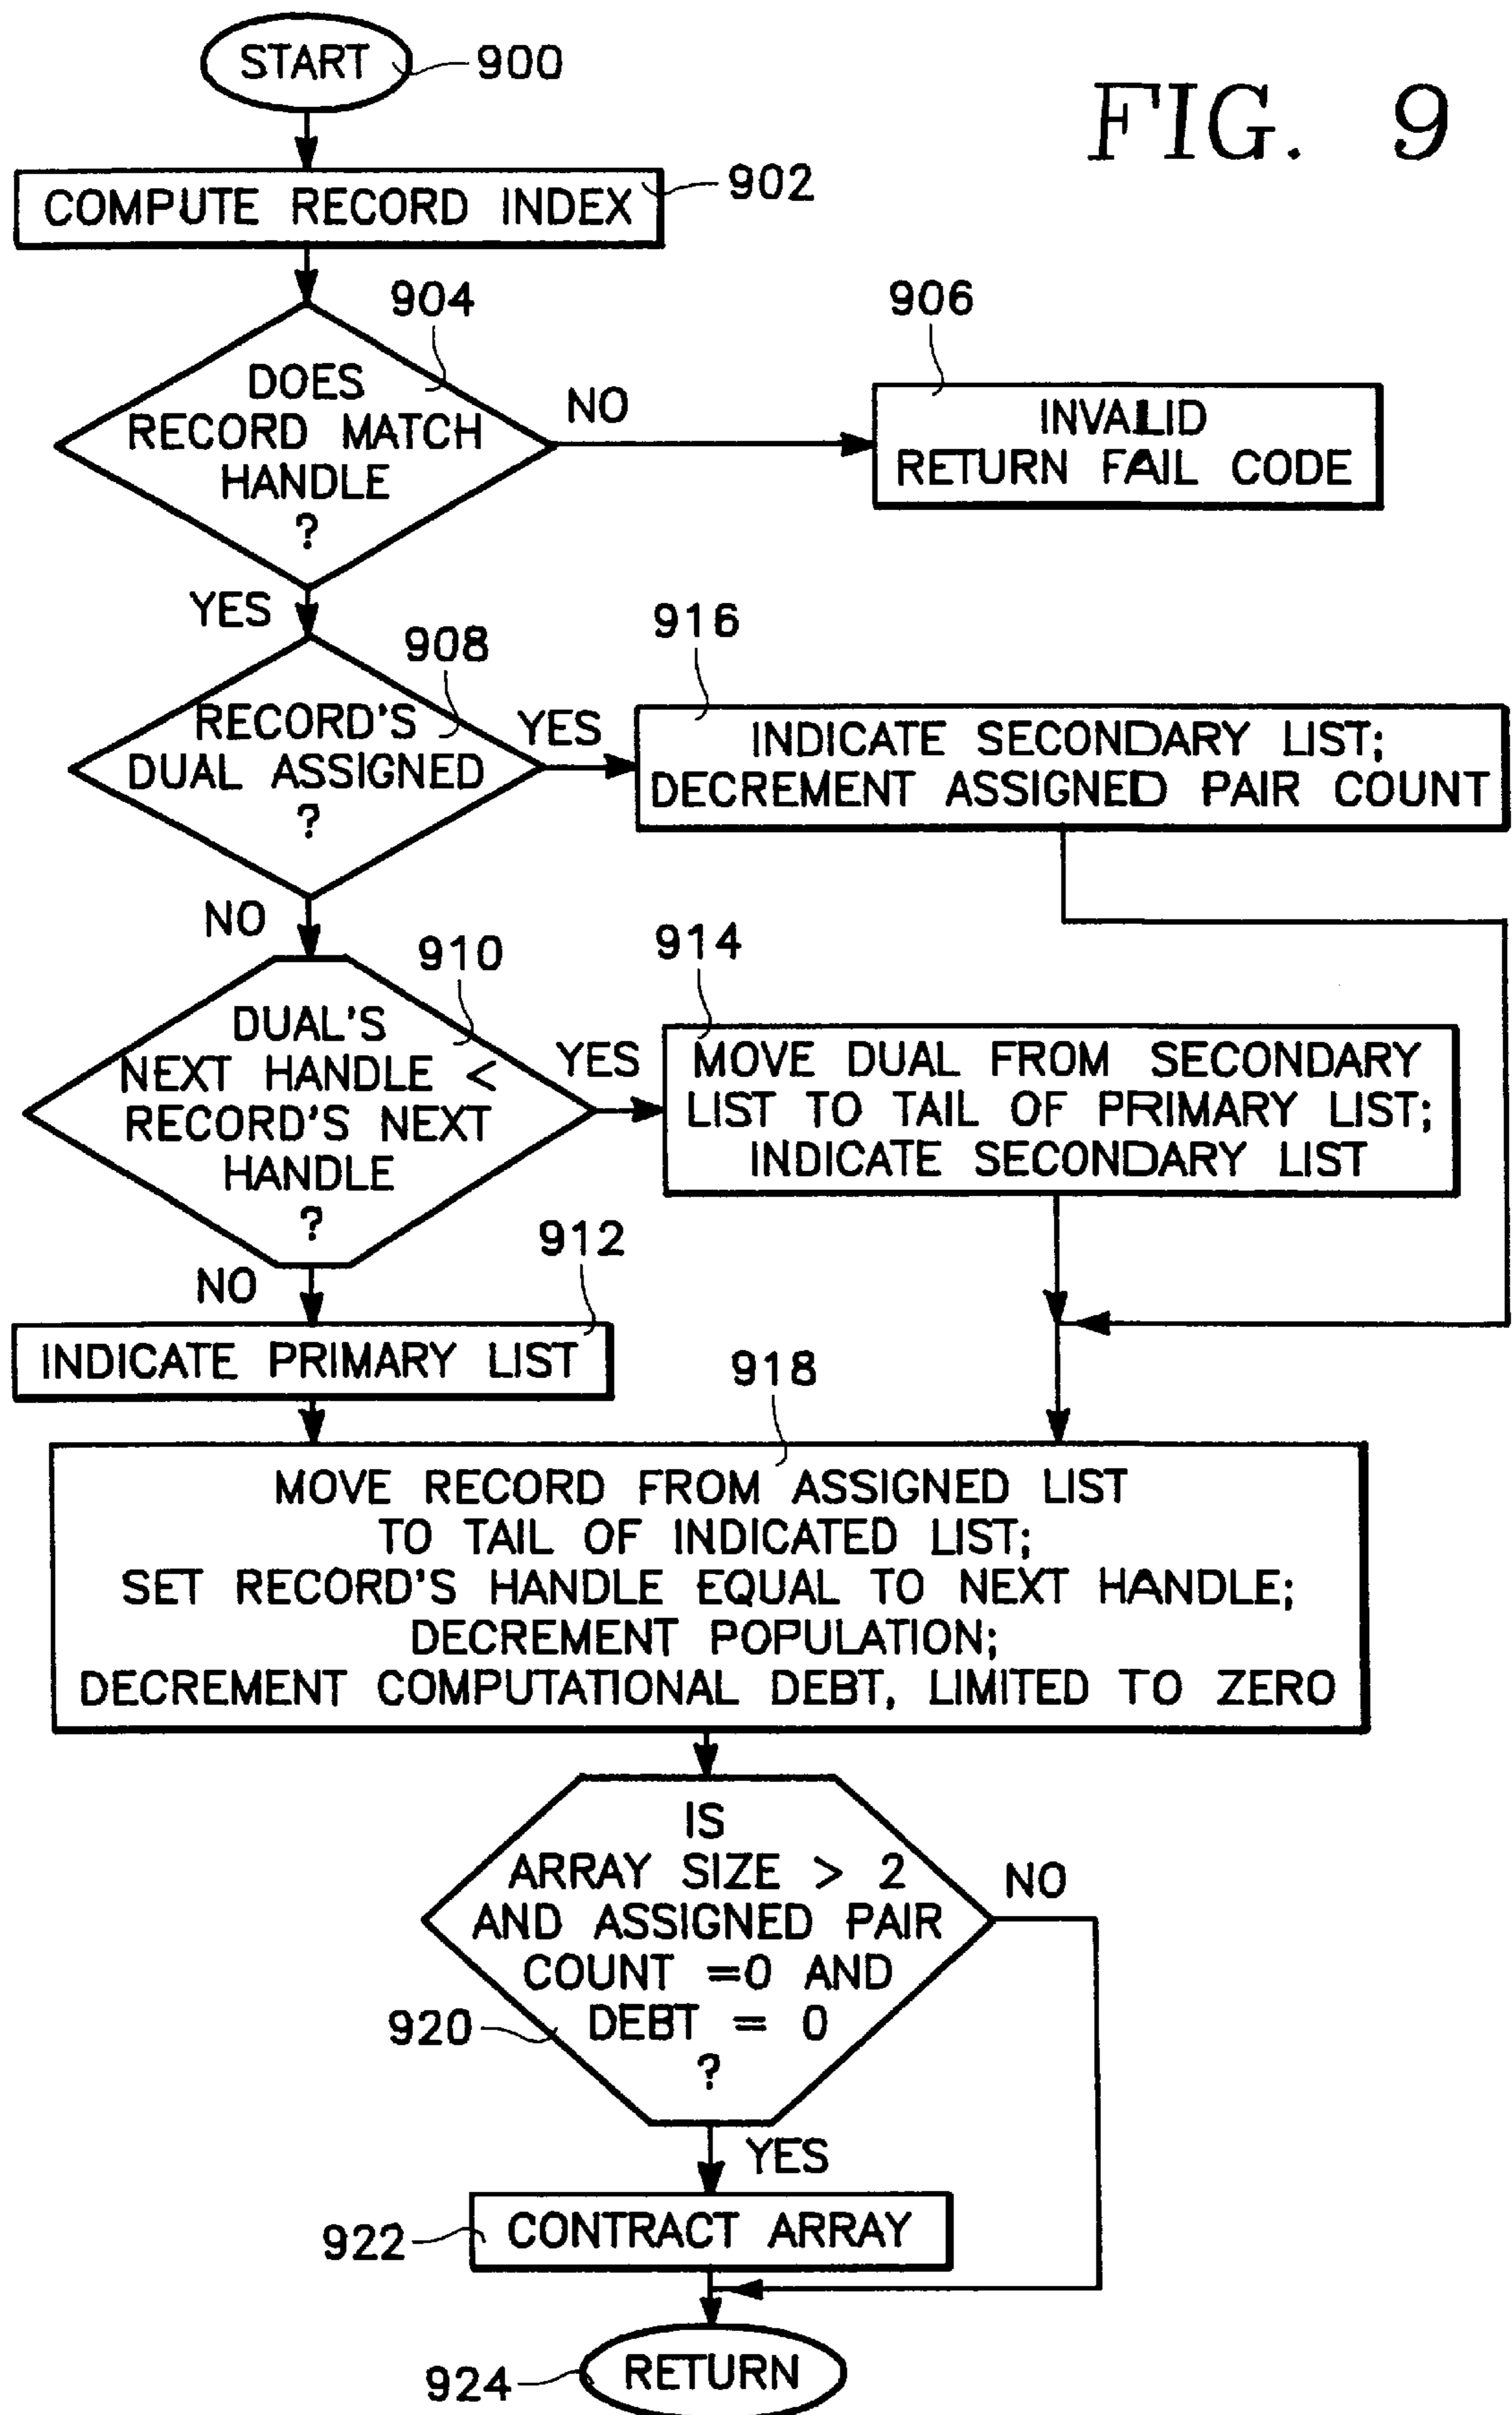 FIG. 9
START
900
COMPUTE RECORD INDEX
902
904
DOES
RECORD MATCH
HANDLE
?
NO
906
INVALID
RETURN FAIL CODE
YES
908
RECORD'S
DUAL ASSIGNED
?
YES
916
INDICATE SECONDARY LIST;
DECREMENT ASSIGNED PAIR COUNT
NO
910
DUAL'S
NEXT HANDLE <
RECORD'S NEXT
HANDLE
?
YES
914
MOVE DUAL FROM SECONDARY
LIST TO TAIL OF PRIMARY LIST;
INDICATE SECONDARY LIST
NO
912
INDICATE PRIMARY LIST
918
MOVE RECORD FROM ASSIGNED LIST
TO TAIL OF INDICATED LIST;
SET RECORD'S HANDLE EQUAL TO NEXT HANDLE;
DECREMENT POPULATION;
DECREMENT COMPUTATIONAL DEBT, LIMITED TO ZERO
IS
ARRAY SIZE > 2
AND ASSIGNED PAIR
COUNT =0 AND
DEBT = 0
?
920
NO
YES
922
CONTRACT ARRAY
924
RETURN